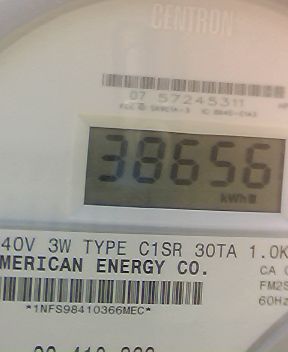 CENTRON
07 57245311
38656
kWh
40V 3W TYPE C1SR 30TA 1.0K
MERICAN ENERGY CO.
CA 0
FM2S
60Hz
*1NFS98410366MEC*